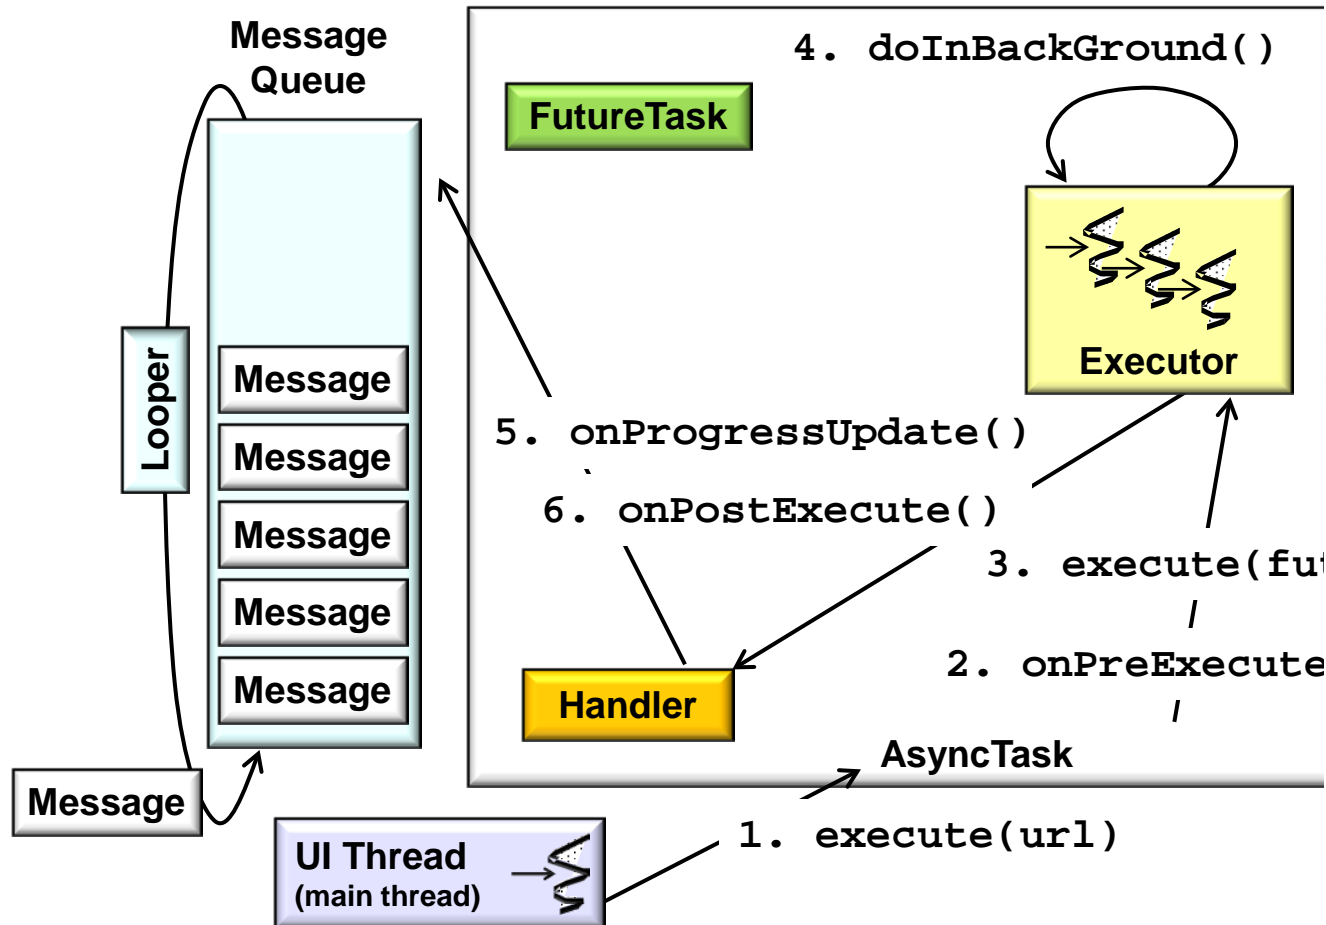 Message
Queue
4. doInBackGround()
FutureTask
Looper
Executor
Message
Message
Message
Message
Message
5. onProgressUpdate()
6. onPostExecute()
3. execute(fut
2. onPreExecute
Handler
AsyncTask
Message
1. execute(url)
UI Thread
(main thread)